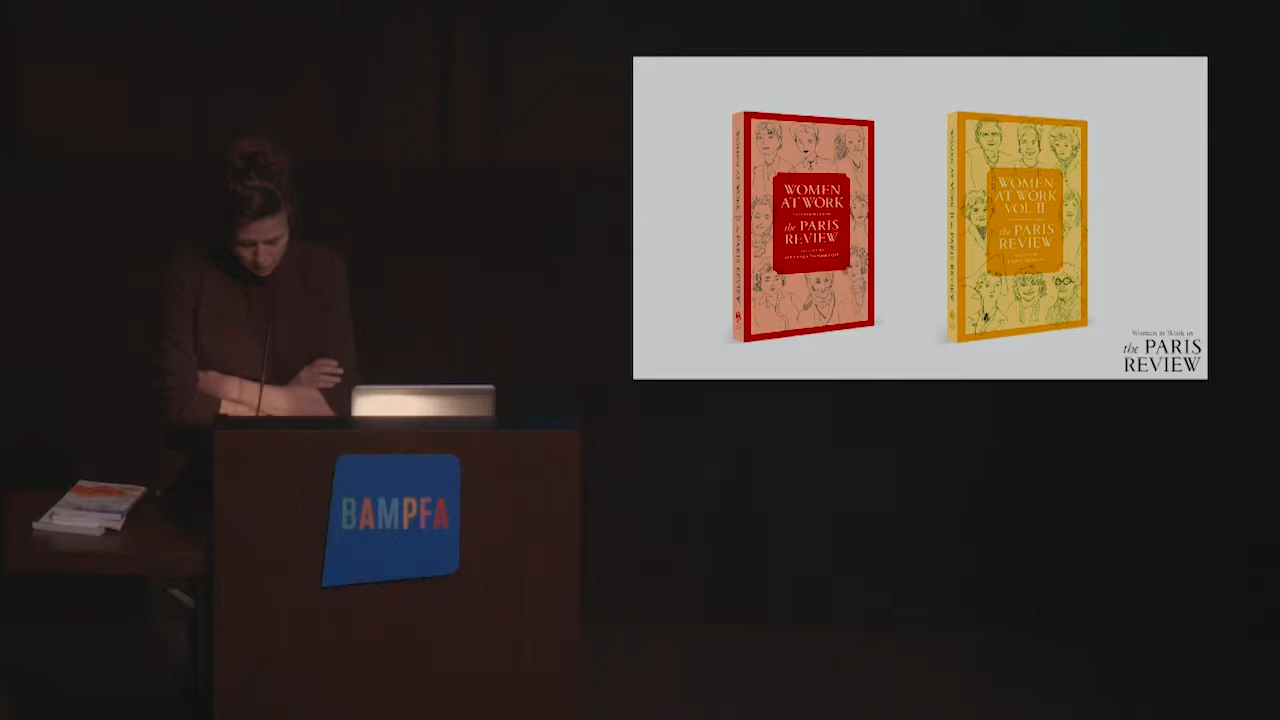 WOMEN
AT WORK
the PARIS
REVIEW
WOMEN
AT WORK
VOL. II
the PARIS
REVIEW
Women at Work in
the PARIS
REVIEW
BAMPFA